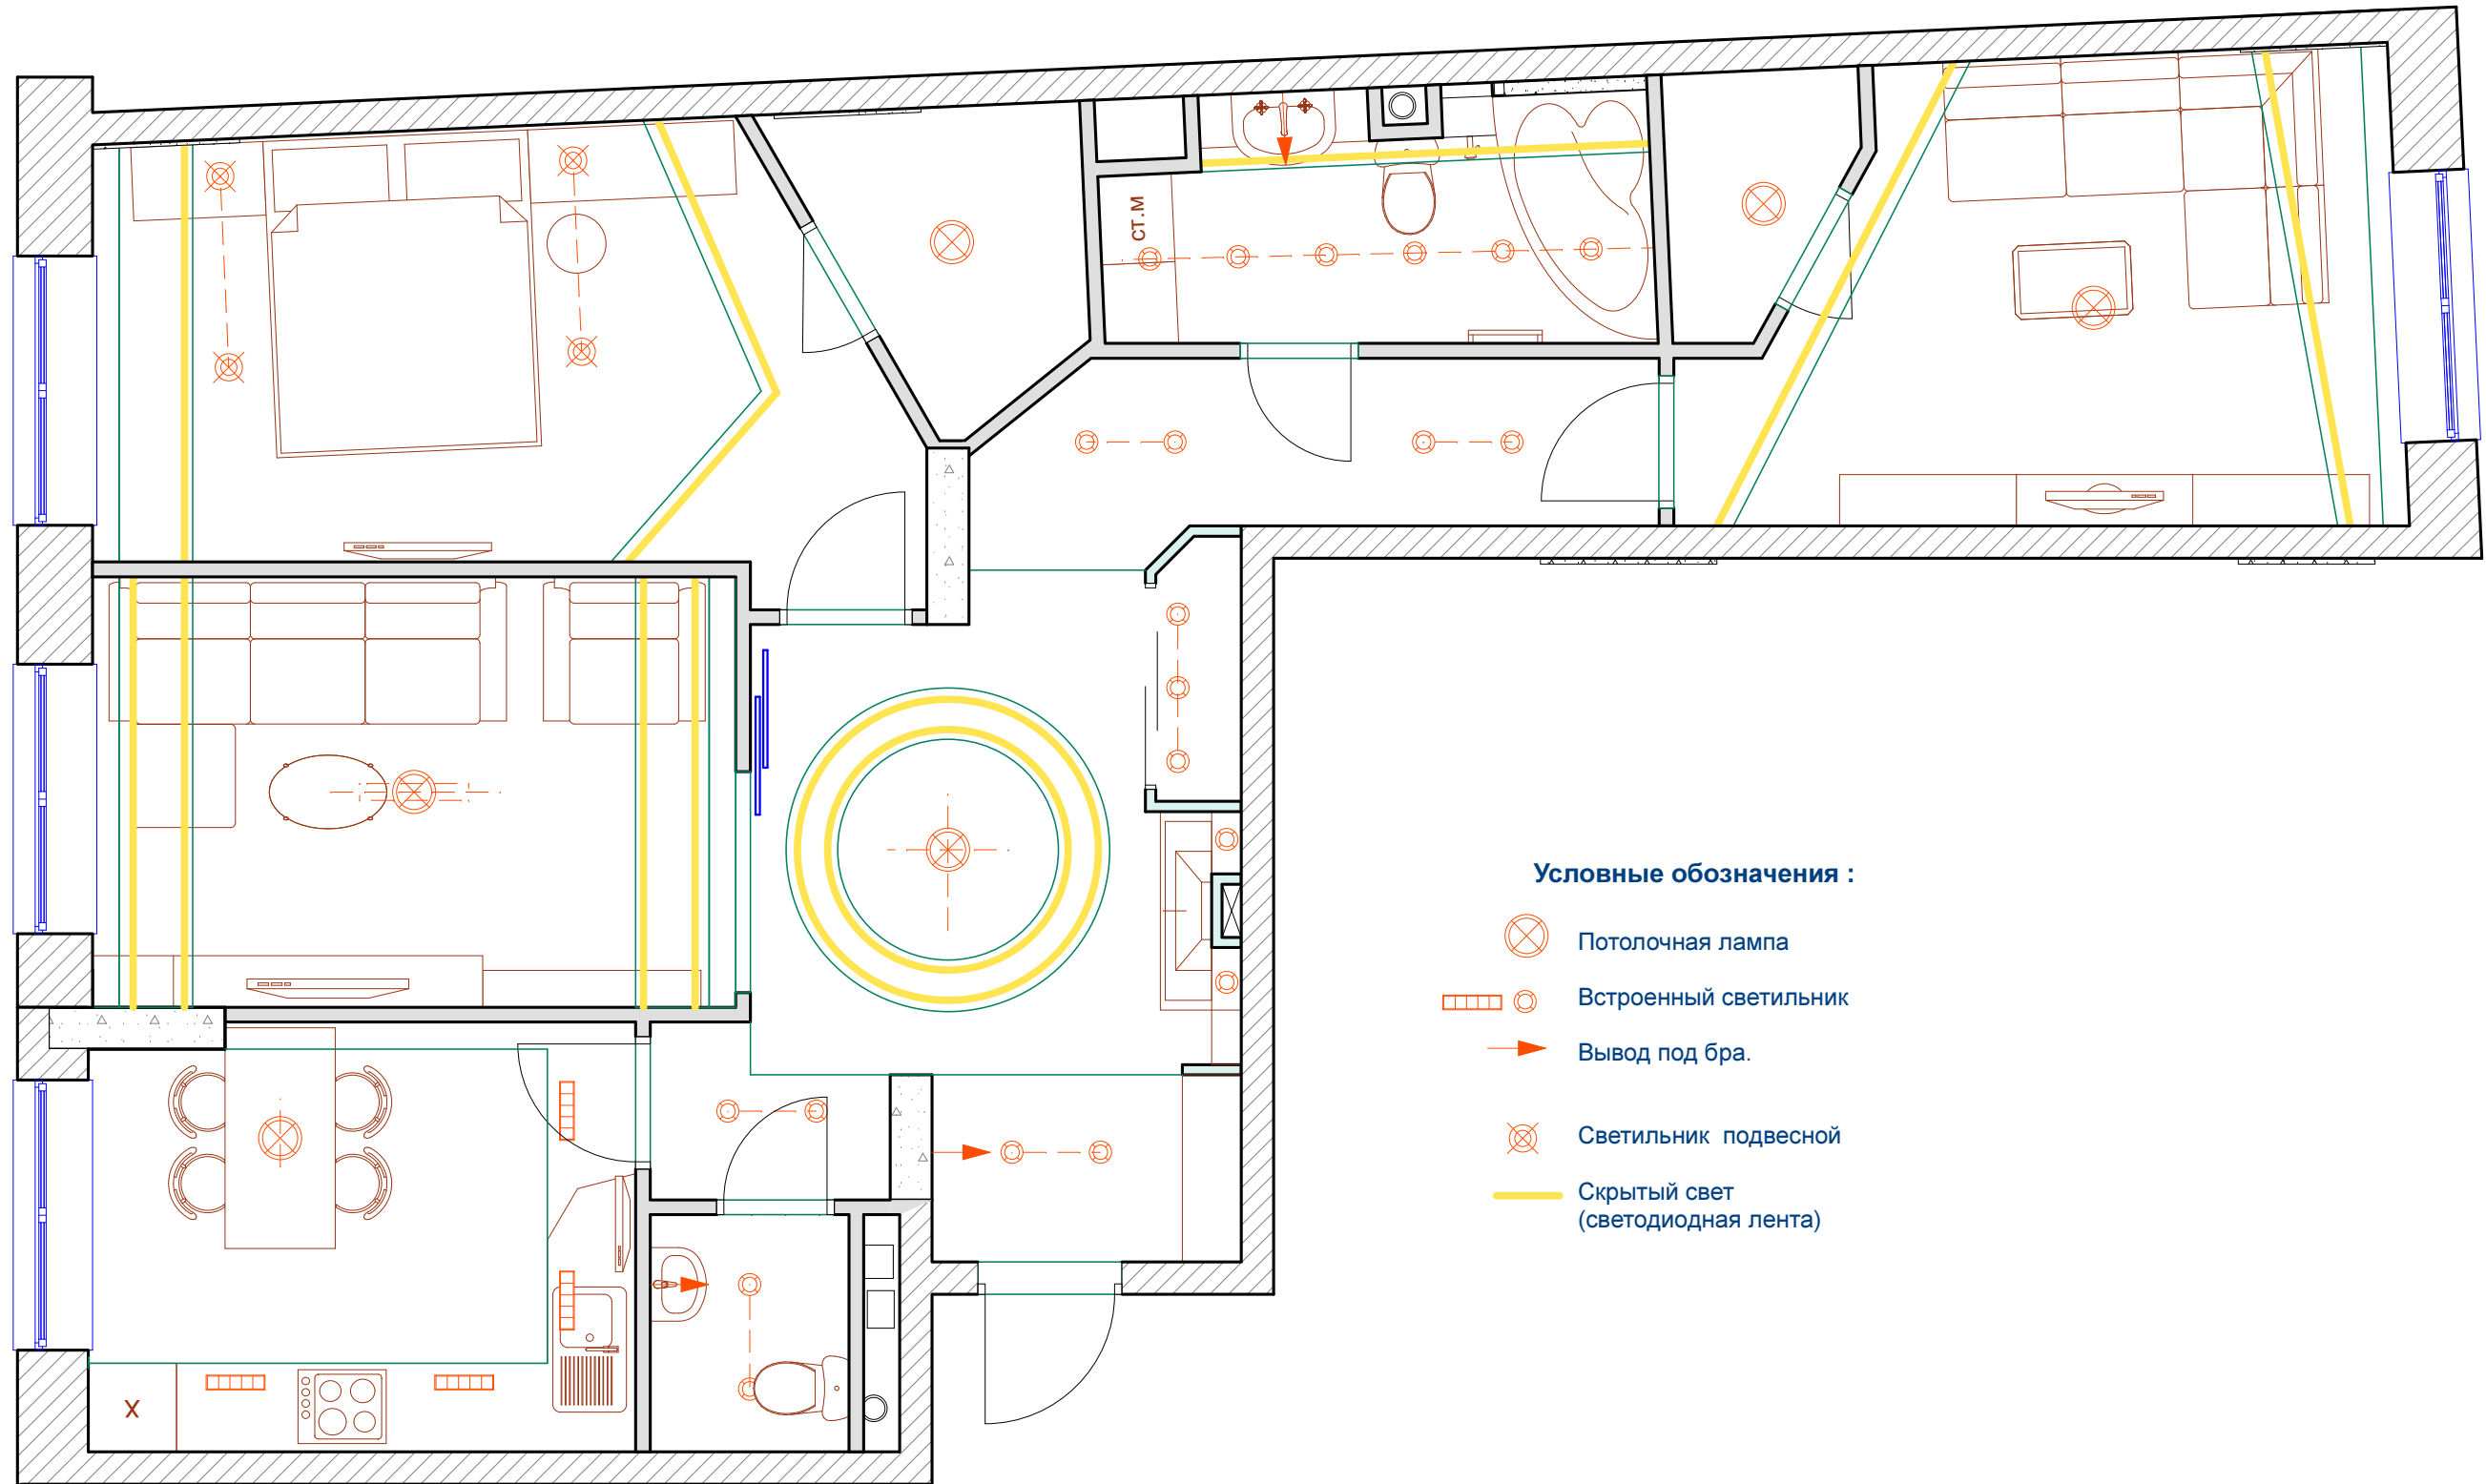 ст.м
Условные обозначения :
Потолочная лампа
Встроенный светильник
Вывод под бра.
Светильник подвесной
Скрытый свет
(светодиодная лента)
х